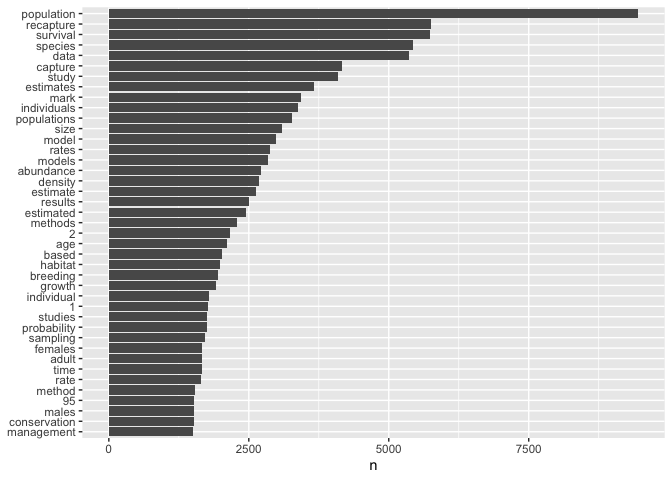 population
recapture
survival
species
data
capture
study
estimates
mark
individuals
populations
size
model
rates
models
abundance
density
estimate
results
estimated
methods
2
age
based
habitat
breeding
growth
individual
1
studies
probability
sampling
females
adult
time
rate
method
95
males
conservation
management
0 2500 5000 7500
n